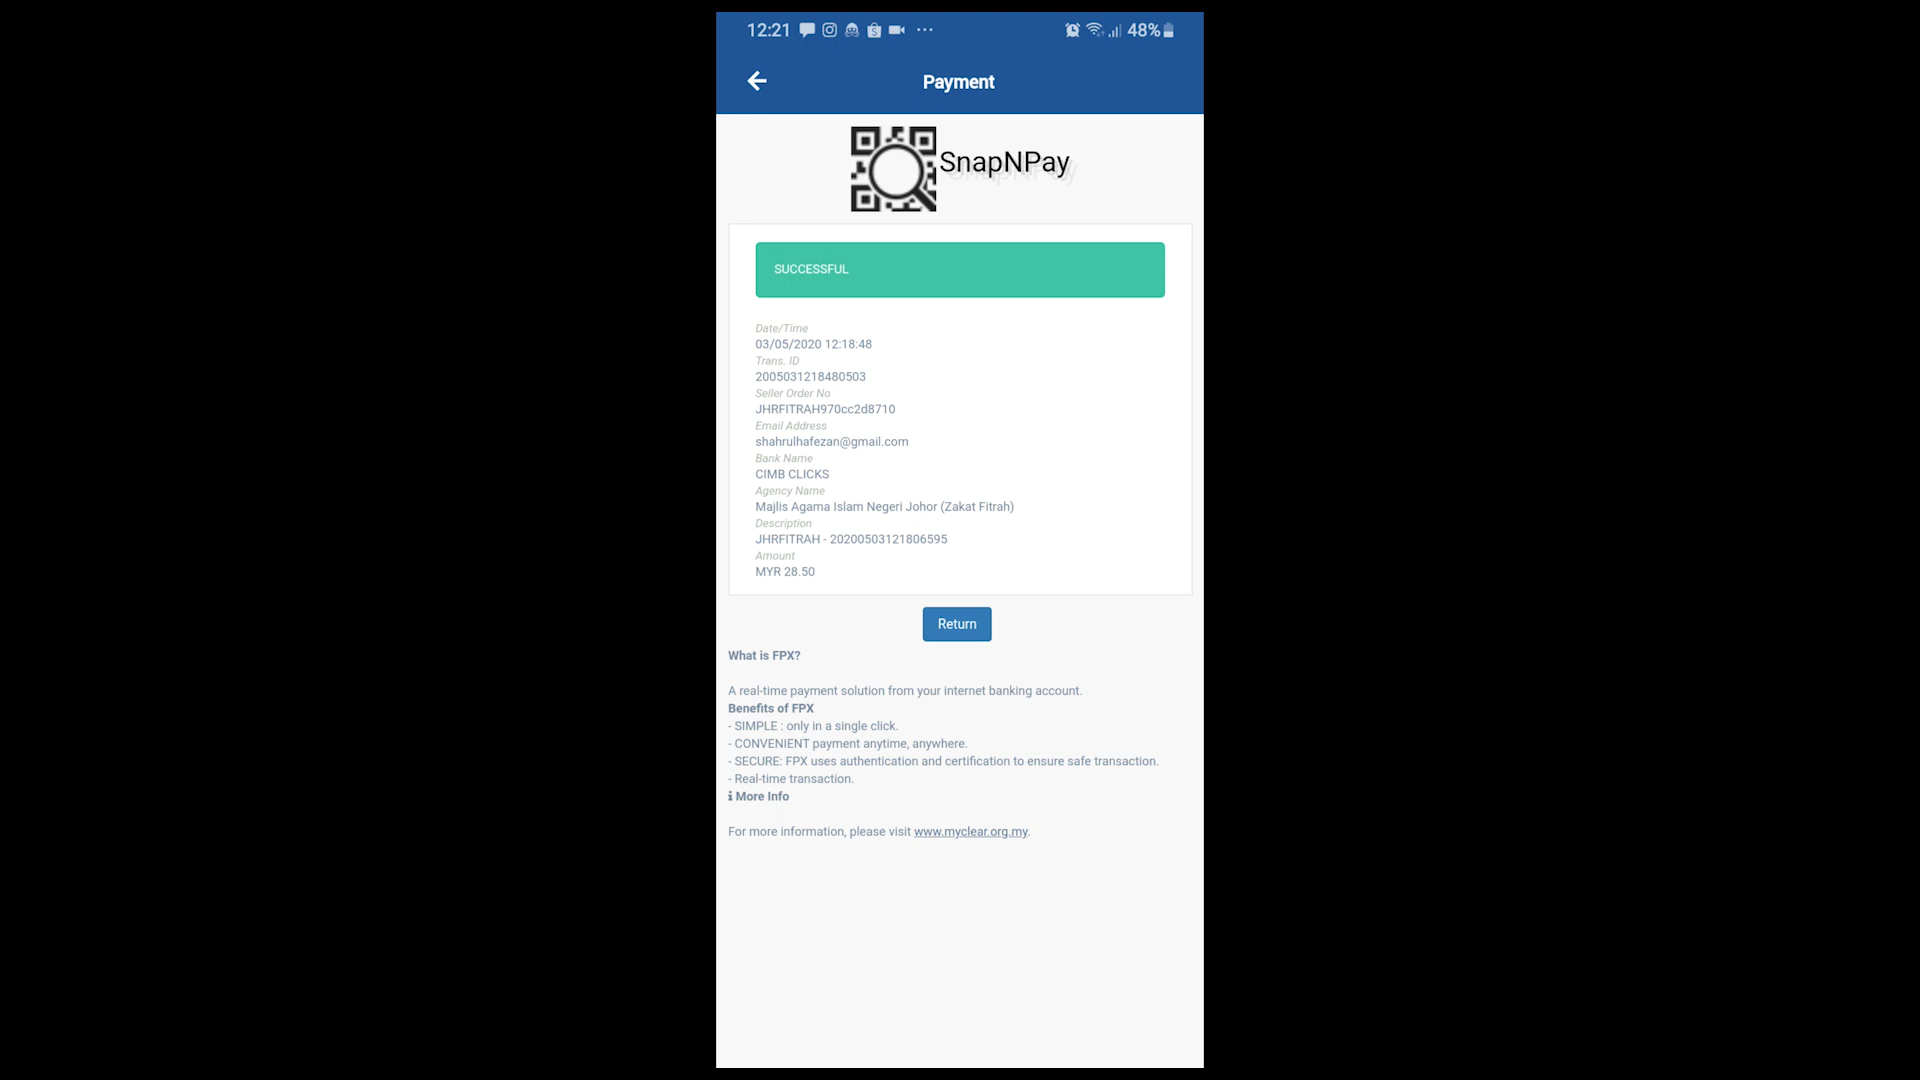 12:21 48%
Payment
SnapNPay
SUCCESSFUL
Date/Time
03/05/2020 12:18:48
Trans. ID
2005031218480503
Seller Order No
JHRFITRAH970cc2d8710
Email Address
shahrulhafezan@gmail.com
Bank Name
CIMB CLICKS
Agency Name
Majlis Agama Islam Negeri Johor (Zakat Fitrah)
Description
JHRFITRAH - 20200503121806595
Amount
MYR 28.50
Return
What is FPX?
A real-time payment solution from your internet banking account.
Benefits of FPX
- SIMPLE : only in a single click.
- CONVENIENT payment anytime, anywhere.
- SECURE: FPX uses authentication and certification to ensure safe transaction.
- Real-time transaction.
More Info
For more information, please visit www.myclear.org.my.